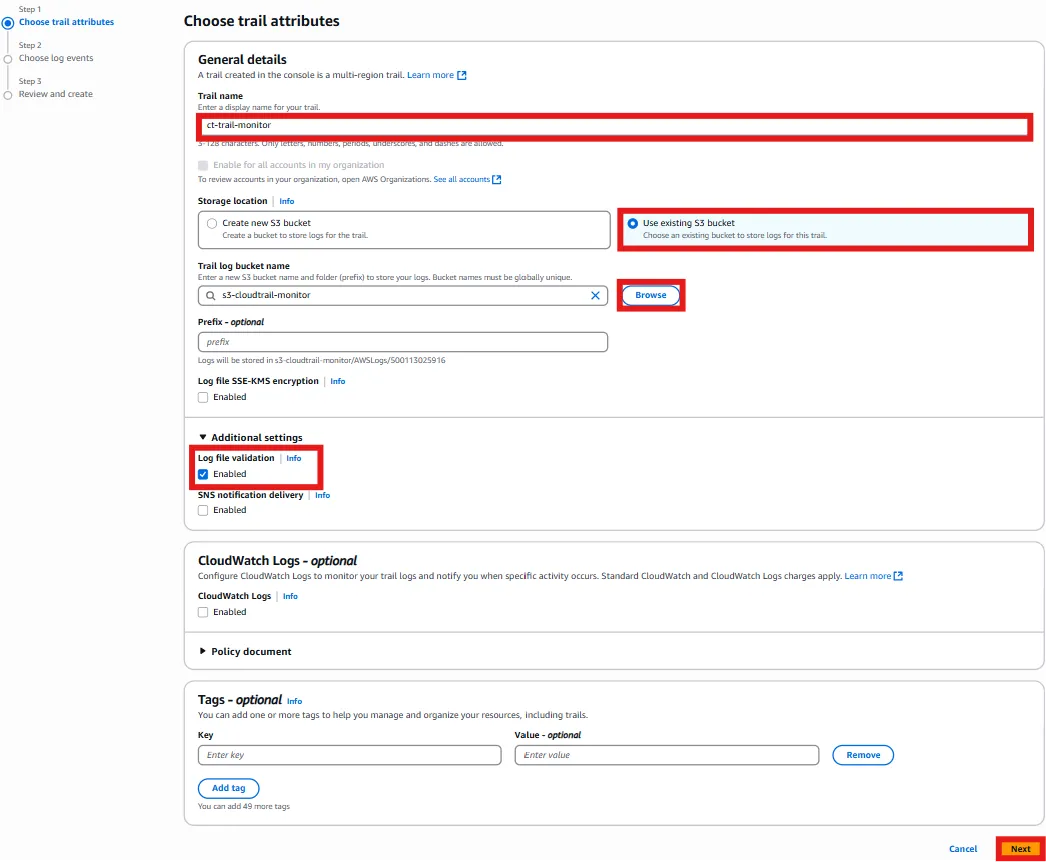 Step 1
Choose trail attributes
Step 2
Choose log events
Step 3
Review and create
Choose trail attributes
General details
A trail created in the console is a multi-region trail. Learn more
Trail name
Enter a display name for your trail.
ct-trail-monitor
3-128 characters. Only letters, numbers, periods, underscores, and dashes are allowed.
Enable for all accounts in my organization
To review accounts in your organization, open AWS Organizations. See all accounts
Storage location | Info
Create new S3 bucket
Create a bucket to store logs for the trail.
Use existing S3 bucket
Choose an existing bucket to store logs for this trail.
Trail log bucket name
Enter a new S3 bucket name and folder (prefix) to store your logs. Bucket names must be globally unique.
s3-cloudtrail-monitor
Browse
Prefix - optional
prefix
Logs will be stored in s3-cloudtrail-monitor/AWSLogs/500113025916
Log file SSE-KMS encryption | Info
Enabled
Additional settings
Log file validation | Info
Enabled
SNS notification delivery | Info
Enabled
CloudWatch Logs - optional
Configure CloudWatch Logs to monitor your trail logs and notify you when specific activity occurs. Standard CloudWatch and CloudWatch Logs charges apply. Learn more
CloudWatch Logs | Info
Enabled
Policy document
Tags - optional Info
You can add one or more tags to help you manage and organize your resources, including trails.
Key
Value - optional
Enter key
Enter value
Remove
Add tag
You can add 49 more tags
Cancel
Next